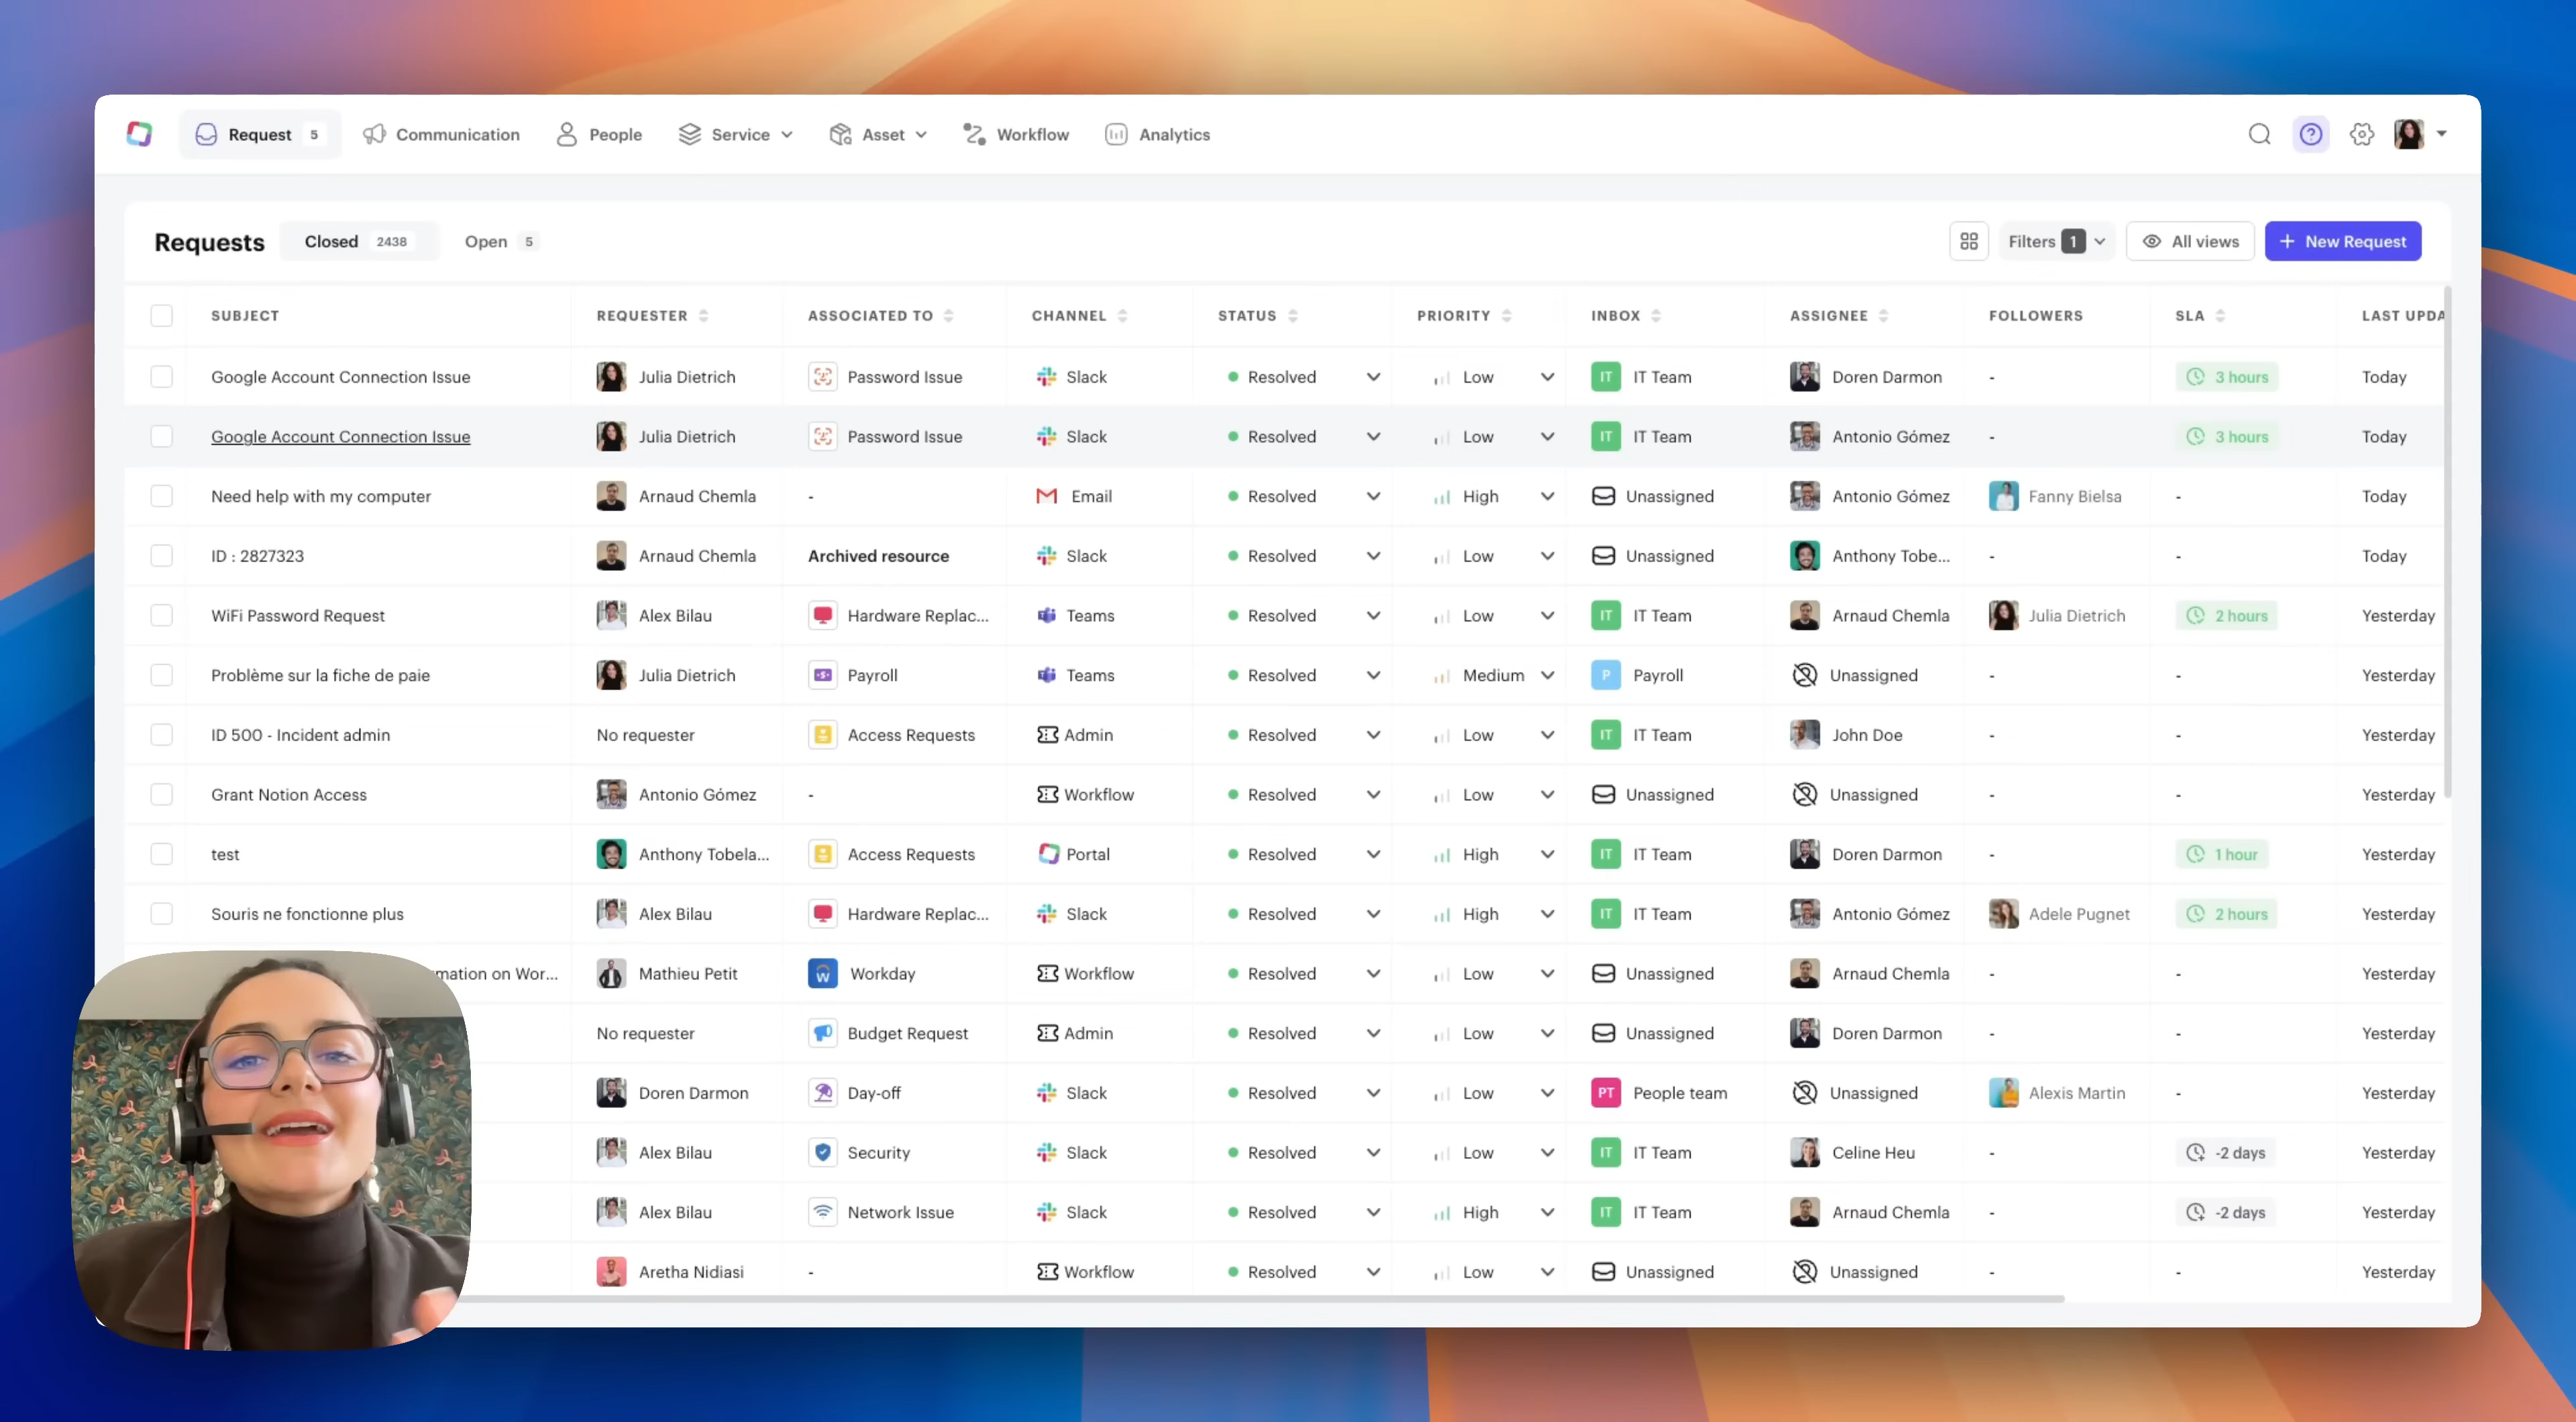 Request 5 Communication People Service Asset Workflow Analytics
Requests Closed 2438 Open 5 Filters 1 All views + New Request
SUBJECT REQUESTER ASSOCIATED TO CHANNEL STATUS PRIORITY INBOX ASSIGNEE FOLLOWERS SLA LAST UPDA
Google Account Connection Issue Julia Dietrich Password Issue Slack Resolved Low IT IT Team Doren Darmon - 3 hours Today
Google Account Connection Issue Julia Dietrich Password Issue Slack Resolved Low IT IT Team Antonio Gómez - 3 hours Today
Need help with my computer Arnaud Chemla - Email Resolved High Unassigned Antonio Gómez Fanny Bielsa - Today
ID : 2827323 Arnaud Chemla Archived resource Slack Resolved Low Unassigned Anthony Tobe... - - Today
WiFi Password Request Alex Bilau Hardware Replac... Teams Resolved Low IT IT Team Arnaud Chemla Julia Dietrich 2 hours Yesterday
Problème sur la fiche de paie Julia Dietrich Payroll Teams Resolved Medium P Payroll Unassigned - - Yesterday
ID 500 - Incident admin No requester Access Requests Admin Resolved Low IT IT Team John Doe - - Yesterday
Grant Notion Access Antonio Gómez - Workflow Resolved Low Unassigned Unassigned - - Yesterday
test Anthony Tobela... Access Requests Portal Resolved High IT IT Team Doren Darmon - 1 hour Yesterday
Souris ne fonctionne plus Alex Bilau Hardware Replac... Slack Resolved High IT IT Team Antonio Gómez Adele Pugnet 2 hours Yesterday
mation on Wor... Mathieu Petit W Workday Workflow Resolved Low Unassigned Arnaud Chemla - - Yesterday
No requester Budget Request Admin Resolved Low Unassigned Doren Darmon - - Yesterday
Doren Darmon Day-off Slack Resolved Low PT People team Unassigned Alexis Martin - Yesterday
Alex Bilau Security Slack Resolved Low IT IT Team Celine Heu - -2 days Yesterday
Alex Bilau Network Issue Slack Resolved High IT IT Team Arnaud Chemla - -2 days Yesterday
Aretha Nidiasi - Workflow Resolved Low Unassigned Unassigned - - Yesterday